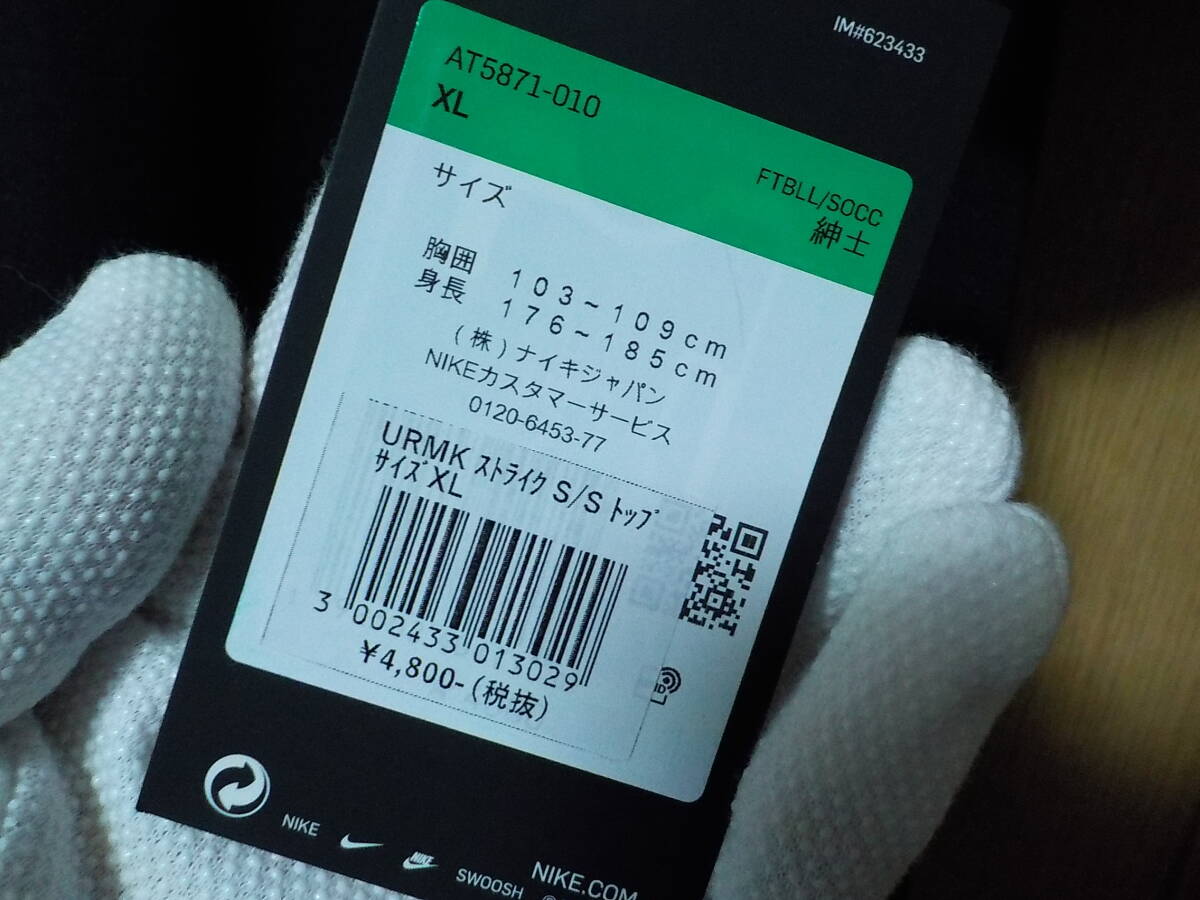 IM#623433
AT5871-010
XL
FTBLL/SOCC
紳士
サイズ
胸囲 103~109cm
身長 176~185cm
(株)ナイキジャパン
NIKEカスタマーサービス
0120-6453-77
URMK ストライク S/S トップ
サイズ XL
3 002433 013029
¥4,800-(税抜)
NIKE
NIKE
SWOOSH
NIKE.COM